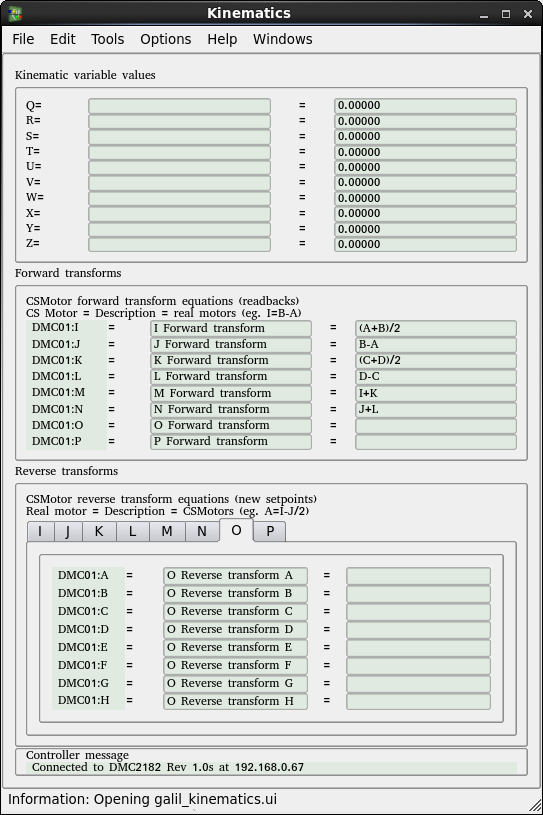 Kinematics
File Edit Tools Options Help Windows
Kinematic variable values
Q= = 0.00000
R= = 0.00000
S= = 0.00000
T= = 0.00000
U= = 0.00000
V= = 0.00000
W= = 0.00000
X= = 0.00000
Y= = 0.00000
Z= = 0.00000
Forward transforms
CSMotor forward transform equations (readbacks)
CS Motor = Description = real motors (eg. I=B-A)
DMC01:I = I Forward transform = (A+B)/2
DMC01:J = J Forward transform = B-A
DMC01:K = K Forward transform = (C+D)/2
DMC01:L = L Forward transform = D-C
DMC01:M = M Forward transform = I+K
DMC01:N = N Forward transform = J+L
DMC01:O = O Forward transform =
DMC01:P = P Forward transform =
Reverse transforms
CSMotor reverse transform equations (new setpoints)
Real motor = Description = CSMotors (eg. A=I-J/2)
I J K L M N O P
DMC01:A = O Reverse transform A =
DMC01:B = O Reverse transform B =
DMC01:C = O Reverse transform C =
DMC01:D = O Reverse transform D =
DMC01:E = O Reverse transform E =
DMC01:F = O Reverse transform F =
DMC01:G = O Reverse transform G =
DMC01:H = O Reverse transform H =
Controller message
Connected to DMC2182 Rev 1.0s at 192.168.0.67
Information: Opening galil_kinematics.ui